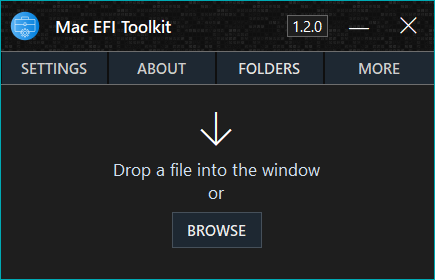 Mac EFI Toolkit 1.2.0
SETTINGS ABOUT FOLDERS MORE
Drop a file into the window
or
BROWSE